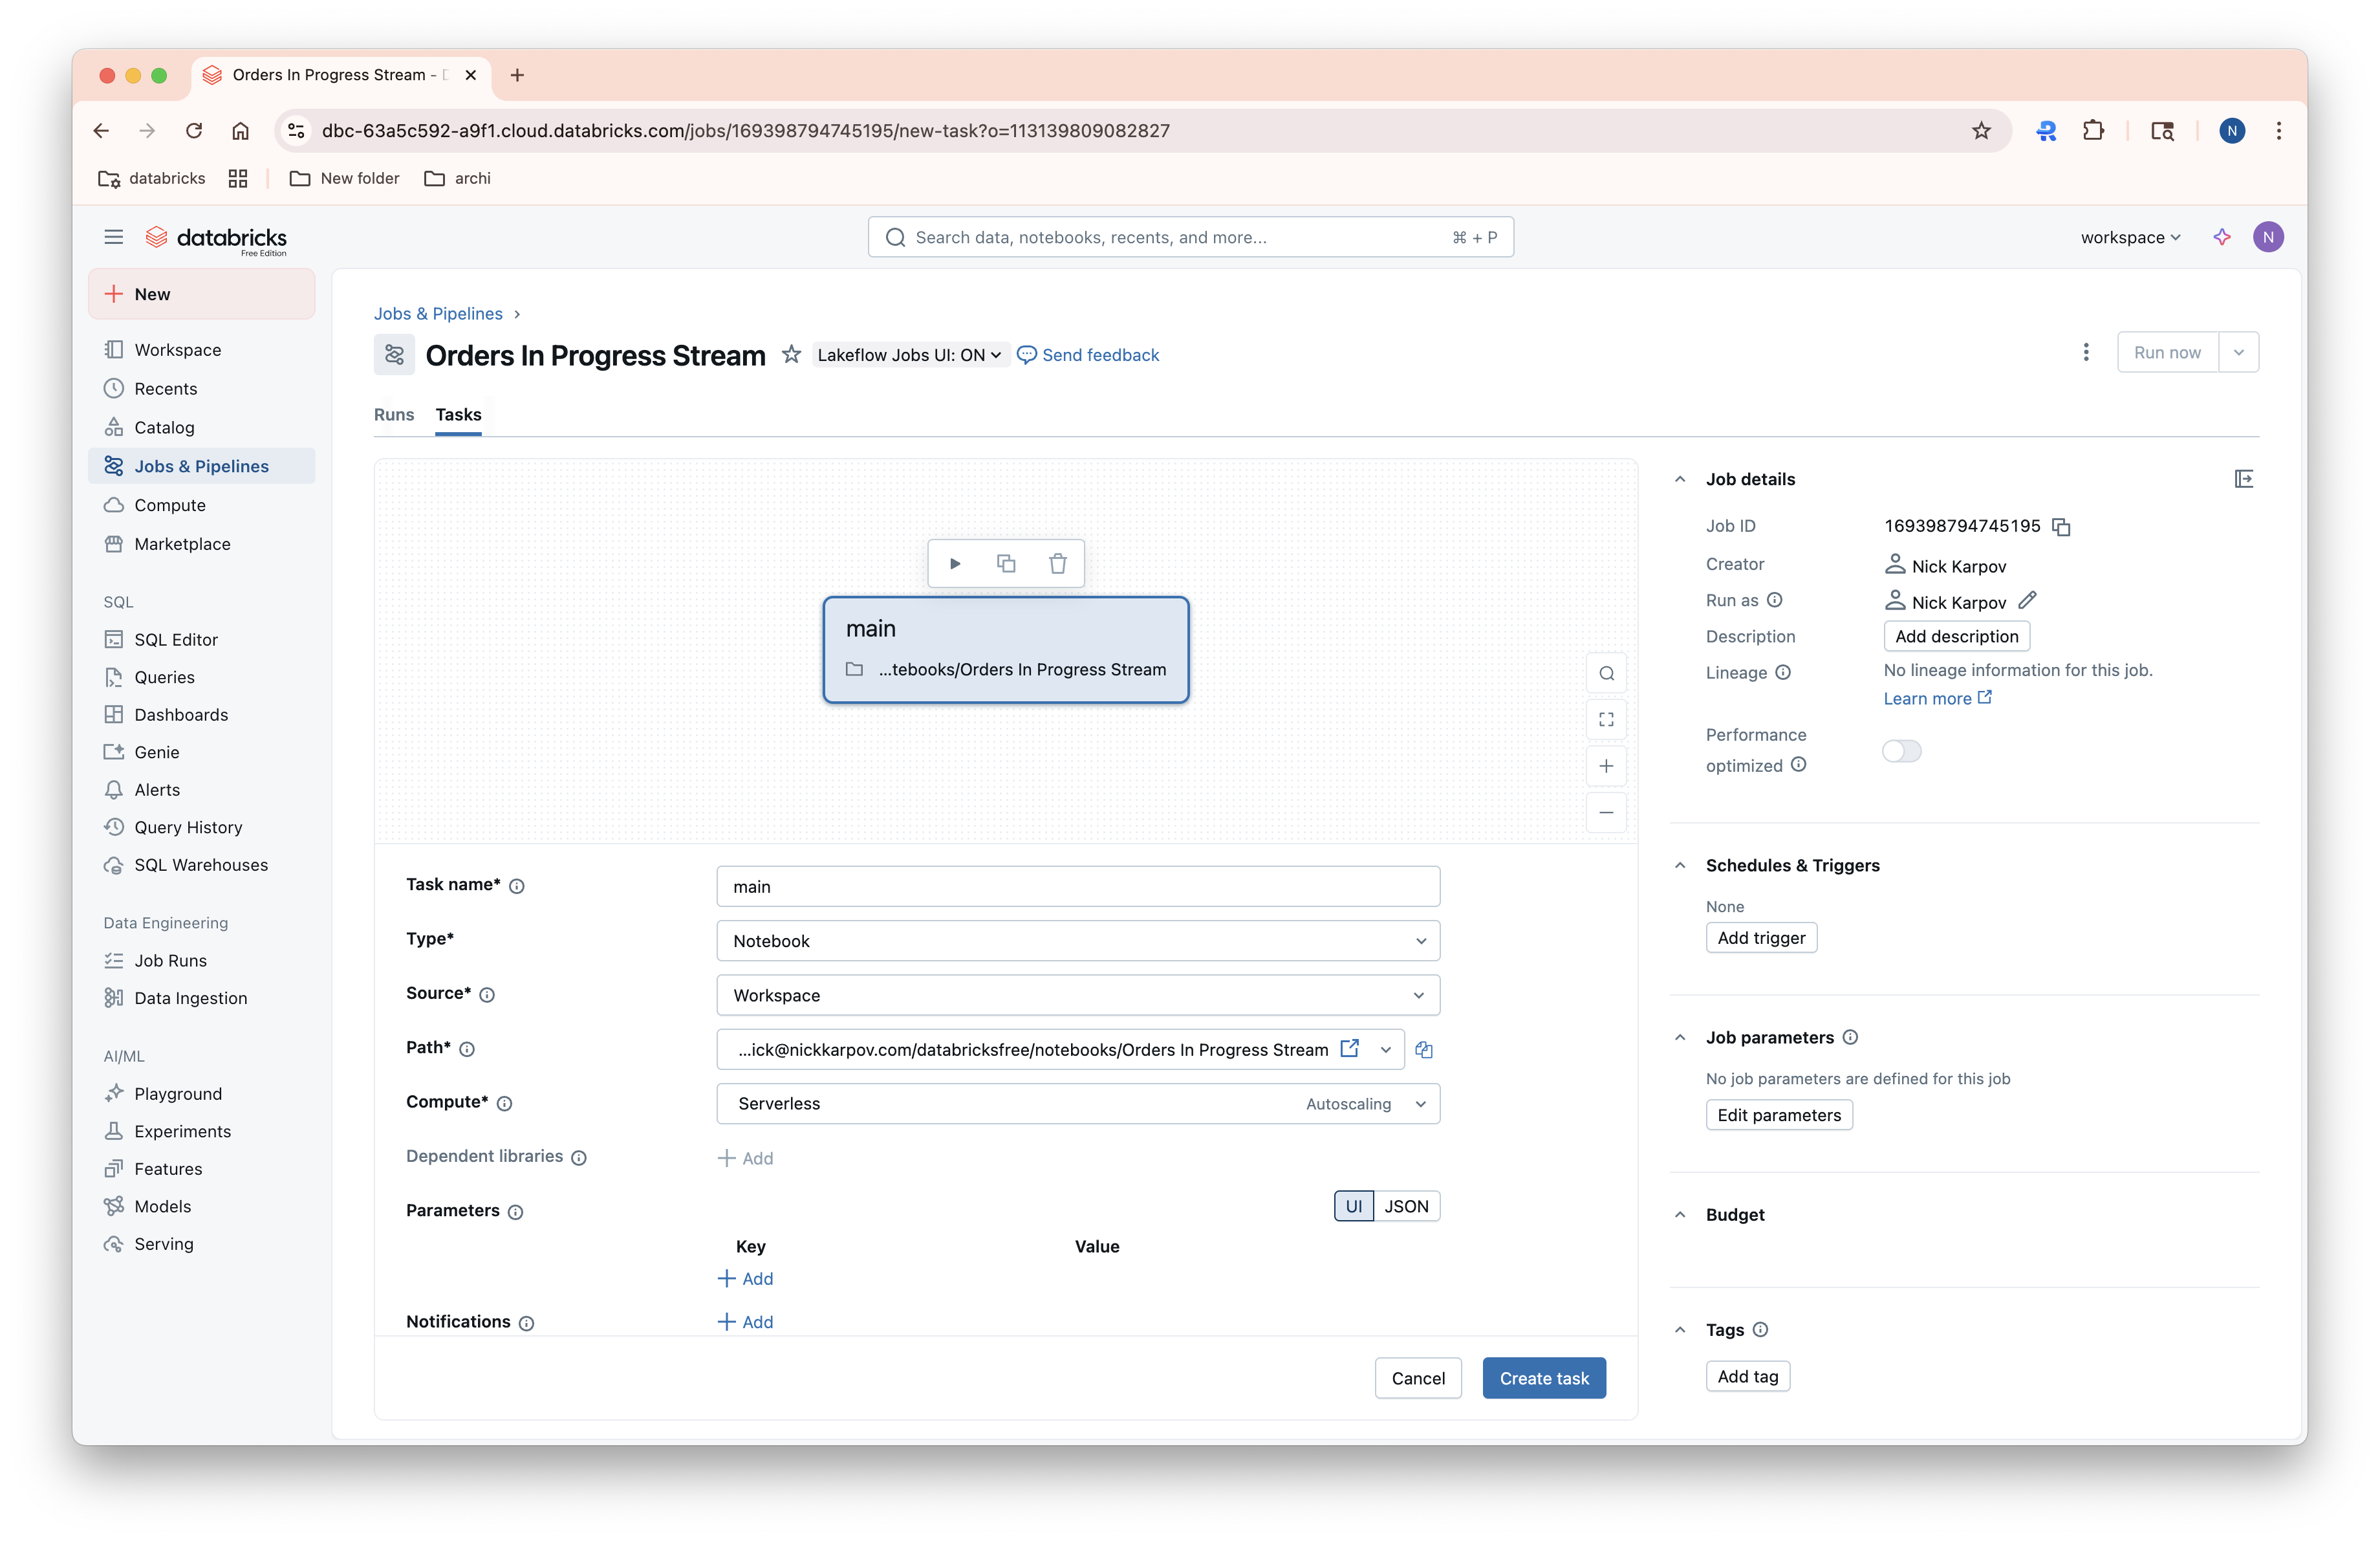 Orders In Progress Stream -
dbc-63a5c592-a9f1.cloud.databricks.com/jobs/169398794745195/new-task?o=113139809082827
N
databricks
New folder
archi
databricks
Free Edition
Search data, notebooks, recents, and more...
⌘ + P
workspace
N
New
Workspace
Recents
Catalog
Jobs & Pipelines
Compute
Marketplace
SQL
SQL Editor
Queries
Dashboards
Genie
Alerts
Query History
SQL Warehouses
Data Engineering
Job Runs
Data Ingestion
AI/ML
Playground
Experiments
Features
Models
Serving
Jobs & Pipelines
Orders In Progress Stream
Lakeflow Jobs UI: ON
Send feedback
Run now
Runs
Tasks
main
...tebooks/Orders In Progress Stream
Task name*
main
Type*
Notebook
Source*
Workspace
Path*
...ick@nickkarpov.com/databricksfree/notebooks/Orders In Progress Stream
Compute*
Serverless
Autoscaling
Dependent libraries
Add
Parameters
UI
JSON
Key
Value
Add
Notifications
Add
Cancel
Create task
Job details
Job ID
169398794745195
Creator
Nick Karpov
Run as
Nick Karpov
Description
Add description
Lineage
No lineage information for this job.
Learn more
Performance
optimized
Schedules & Triggers
None
Add trigger
Job parameters
No job parameters are defined for this job
Edit parameters
Budget
Tags
Add tag